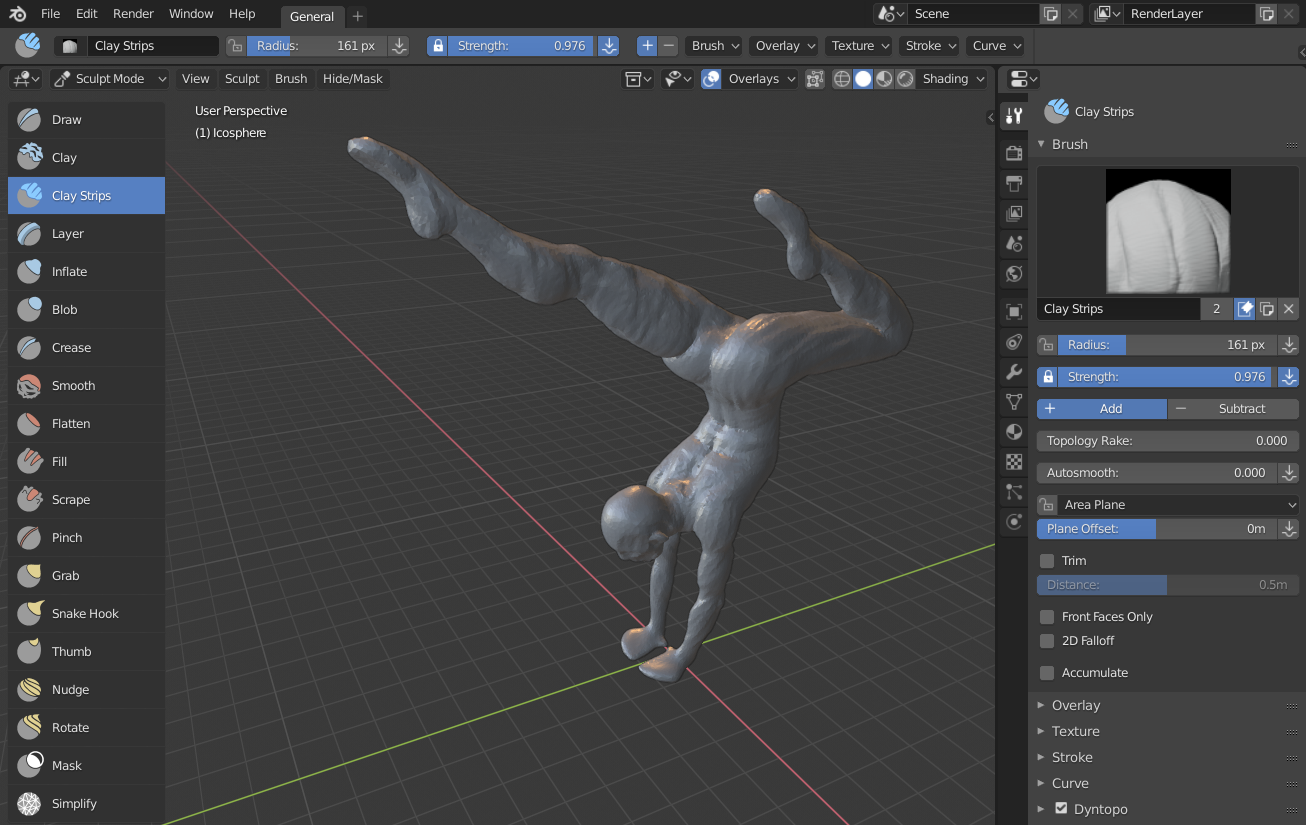 File Edit Render Window Help General + Scene RenderLayer
Clay Strips Radius: 161 px Strength: 0.976 + − Brush Overlay Texture Stroke Curve
Sculpt Mode View Sculpt Brush Hide/Mask Overlays Shading
User Perspective
(1) Icosphere
Draw
Clay
Clay Strips
Layer
Inflate
Blob
Crease
Smooth
Flatten
Fill
Scrape
Pinch
Grab
Snake Hook
Thumb
Nudge
Rotate
Mask
Simplify
Clay Strips
Brush
Clay Strips 2
Radius: 161 px
Strength: 0.976
+ Add − Subtract
Topology Rake: 0.000
Autosmooth: 0.000
Area Plane
Plane Offset: 0m
Trim
Distance: 0.5m
Front Faces Only
2D Falloff
Accumulate
Overlay
Texture
Stroke
Curve
Dyntopo